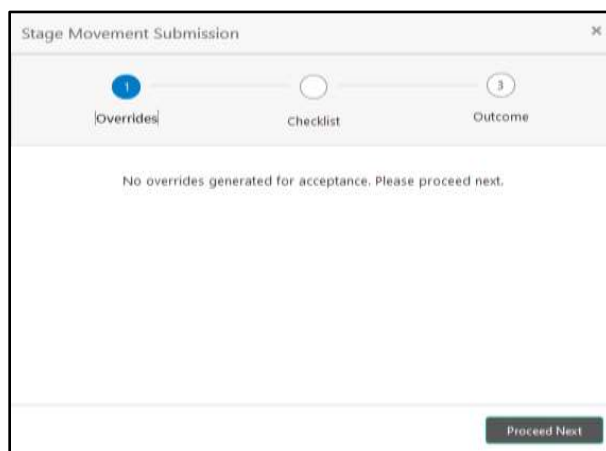 Stage Movement Submission ×
1
3
Overrides
Checklist
Outcome
No overrides generated for acceptance. Please proceed next.
Proceed Next